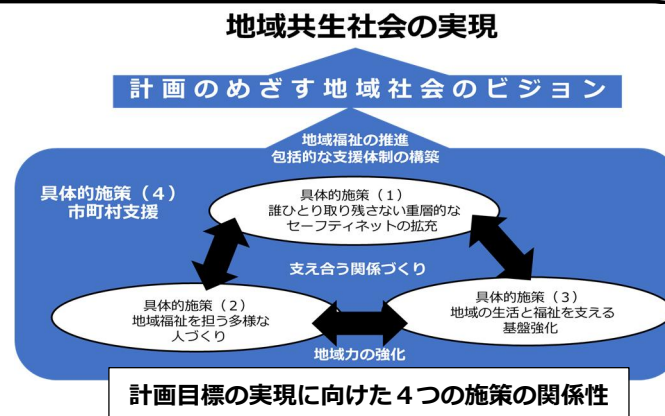 地域共生社会の実現
計画のめざす地域社会のビジョン
地域福祉の推進
包括的な支援体制の構築
具体的施策（４）
市町村支援
具体的施策（１）
誰ひとり取り残さない重層的な
セーフティネットの拡充
支え合う関係づくり
具体的施策（２）
地域福祉を担う多様な
人づくり
具体的施策（３）
地域の生活と福祉を支える
基盤強化
地域力の強化
計画目標の実現に向けた４つの施策の関係性